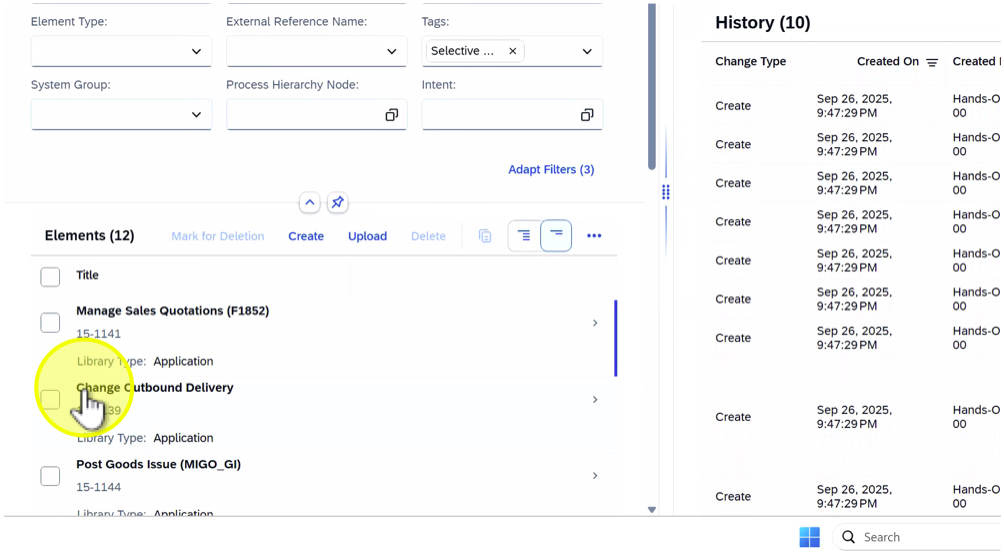 Element Type:
External Reference Name:
Tags:
Selective ...
System Group:
Process Hierarchy Node:
Intent:
Adapt Filters (3)
Elements (12)
Mark for Deletion
Create
Upload
Delete
Title
Manage Sales Quotations (F1852)
15-1141
Library Type: Application
Change Outbound Delivery
39
Library Type: Application
Post Goods Issue (MIGO_GI)
15-1144
Library Type: Application
History (10)
Change Type
Created On
Created
Create
Sep 26, 2025,
9:47:29 PM
Hands-O
00
Create
Sep 26, 2025,
9:47:29 PM
Hands-O
00
Create
Sep 26, 2025,
9:47:29 PM
Hands-O
00
Create
Sep 26, 2025,
9:47:29 PM
Hands-O
00
Create
Sep 26, 2025,
9:47:29 PM
Hands-O
00
Create
Sep 26, 2025,
9:47:29 PM
Hands-O
00
Create
Sep 26, 2025,
9:47:29 PM
Hands-O
00
Create
Sep 26, 2025,
9:47:29 PM
Hands-O
00
Create
Sep 26, 2025,
9:47:29 PM
Hands-O
00
Search